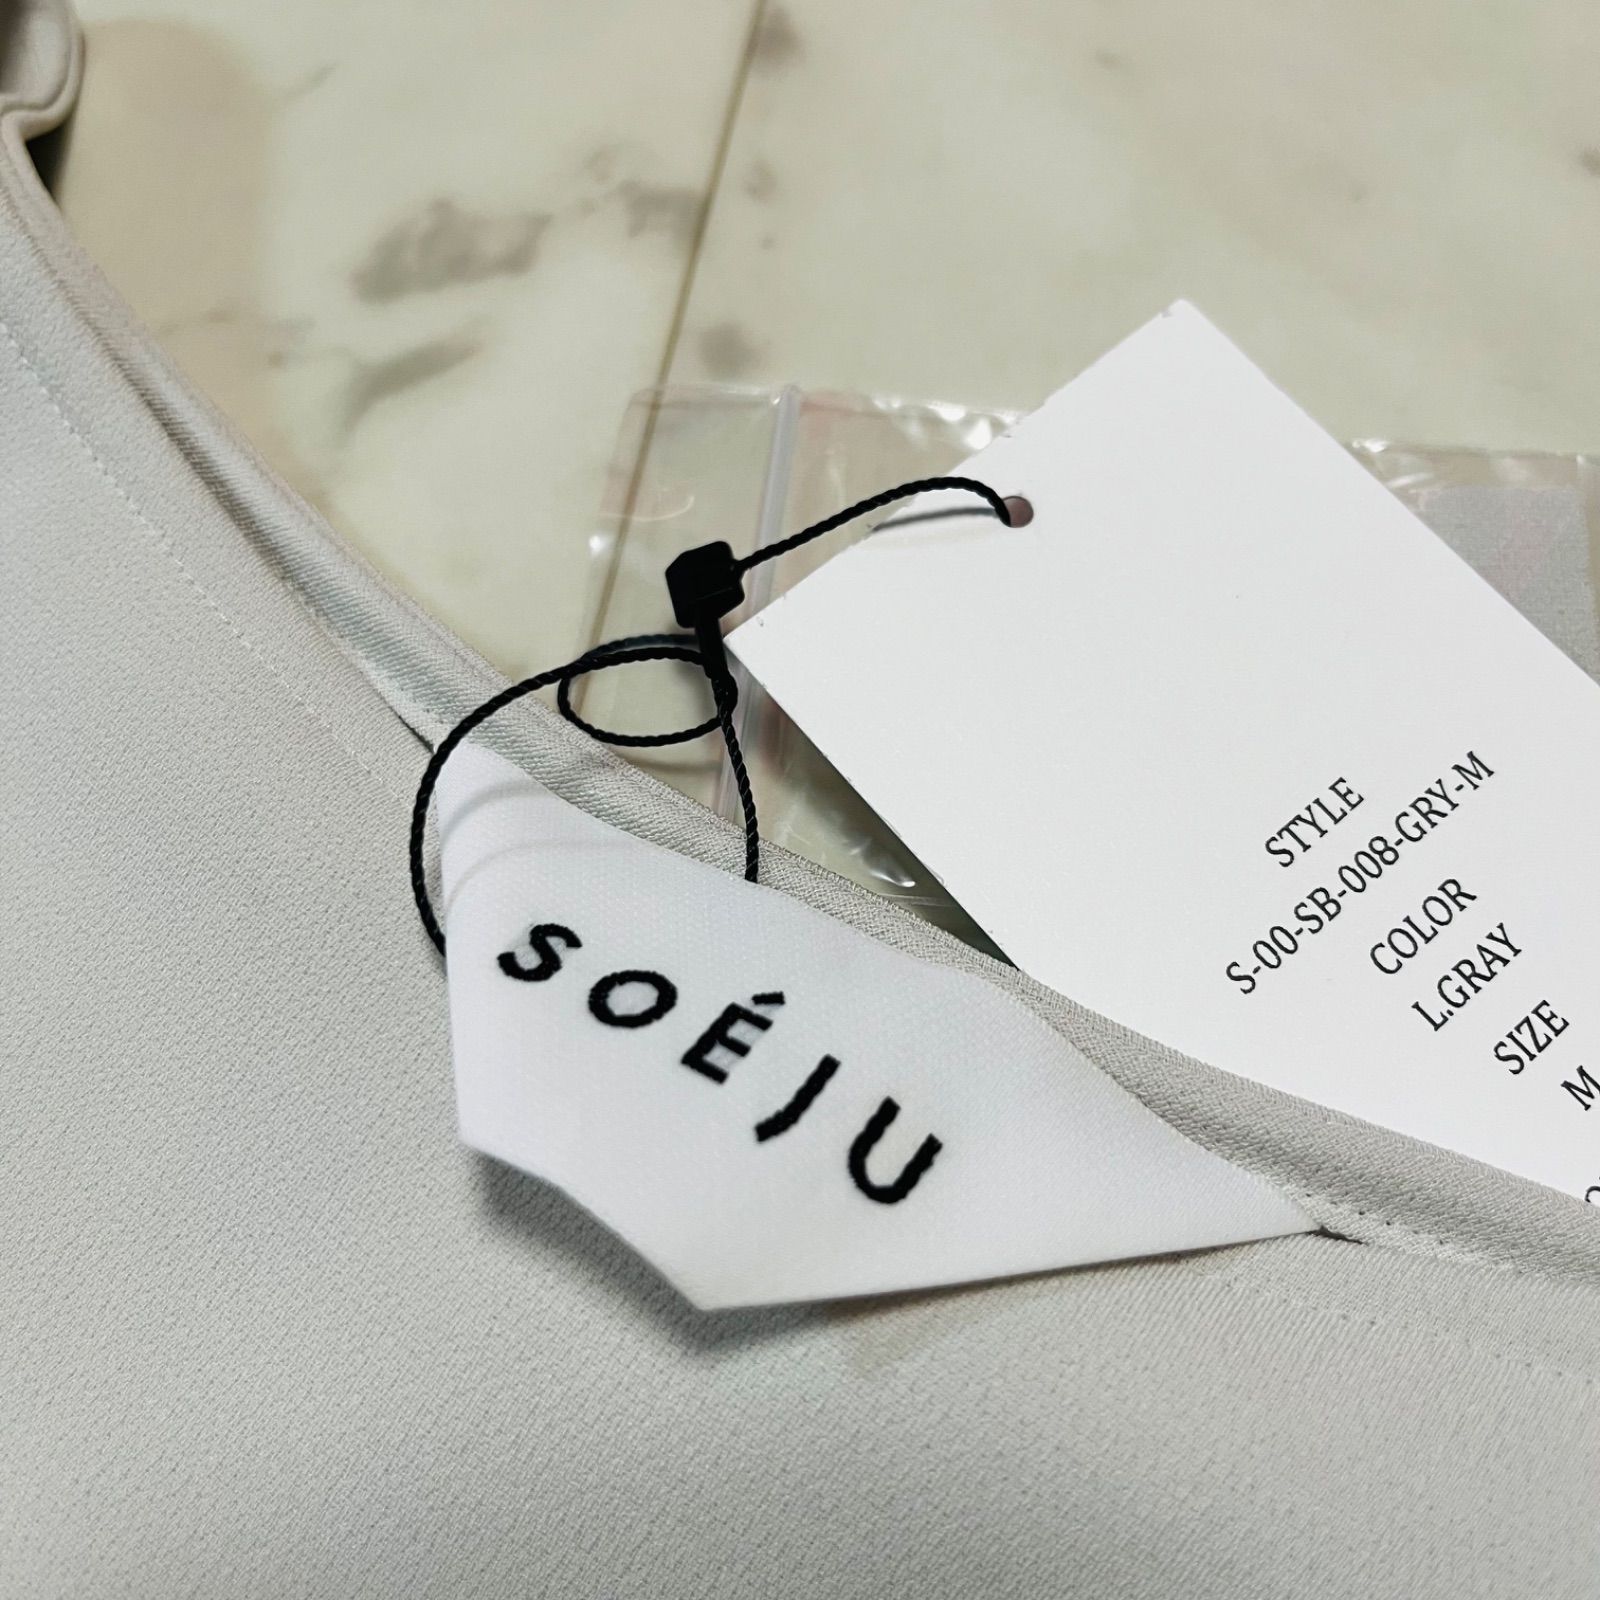 SOÉJU
STYLE
S-00-SB-008-GRY-M
COLOR
L.GRAY
SIZE
M